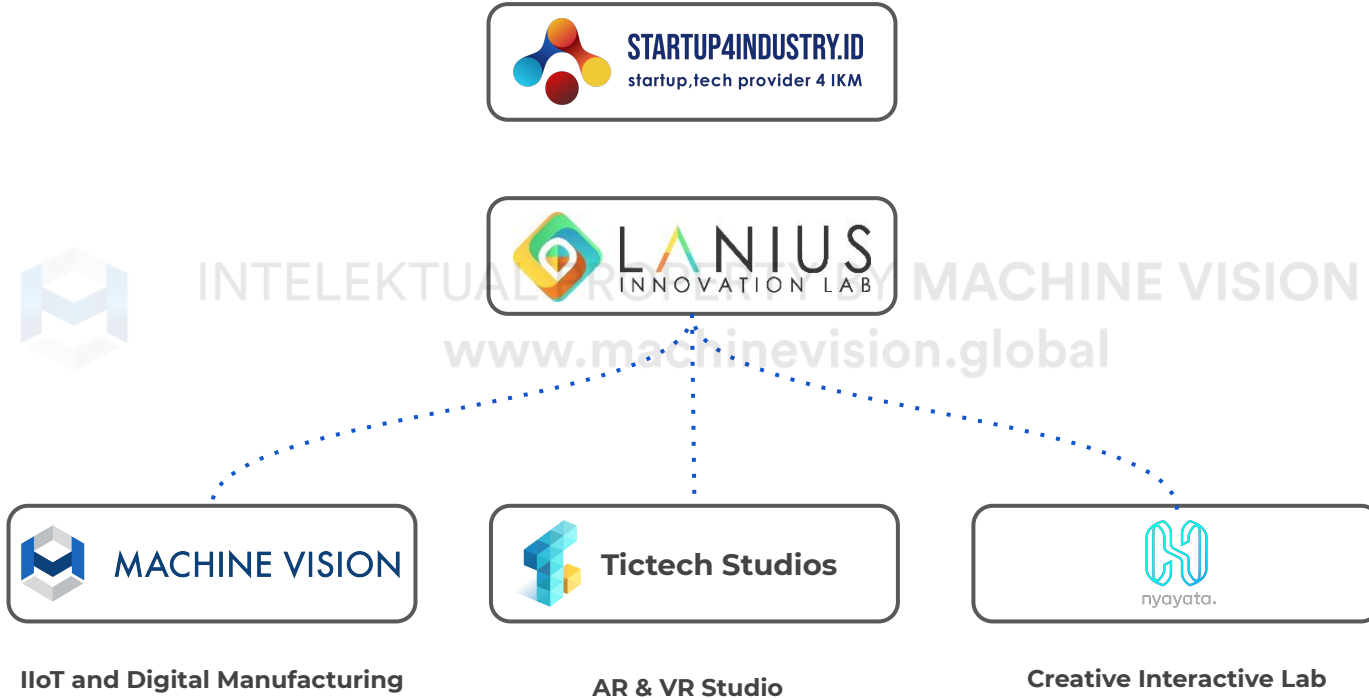 STARTUP4INDUSTRY.ID
startup,tech provider 4 IKM
LANIUS
INNOVATION LAB
INTELEKTUAL PROPERTY BY MACHINE VISION
www.machinevision.global
MACHINE VISION
Tictech Studios
nyayata.
IIoT and Digital Manufacturing
AR & VR Studio
Creative Interactive Lab